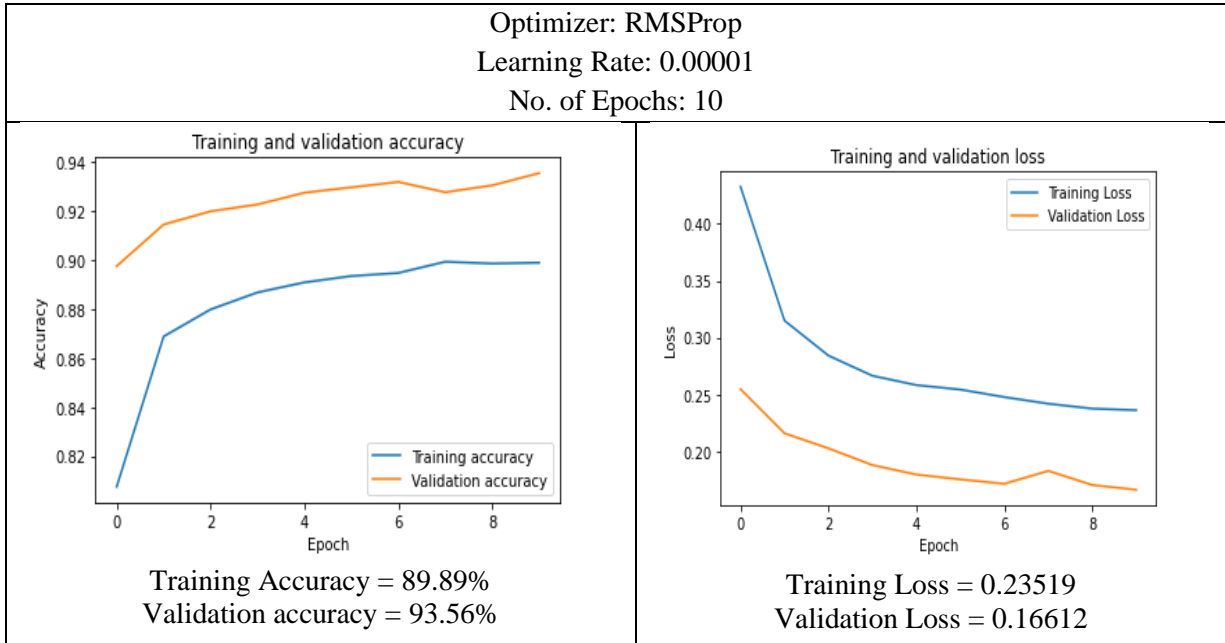 Optimizer: RMSProp
Learning Rate: 0.00001
No. of Epochs: 10
Training and validation accuracy
0.94
0.92
0.90
0.88
0.86
0.84
0.82
Accuracy
Training accuracy
Validation accuracy
0
2
4
6
8
Epoch
Training Accuracy = 89.89%
Validation accuracy = 93.56%
Training and validation loss
Training Loss
Validation Loss
0.40
0.35
0.30
0.25
0.20
Loss
0
2
4
6
8
Epoch
Training Loss = 0.23519
Validation Loss = 0.16612